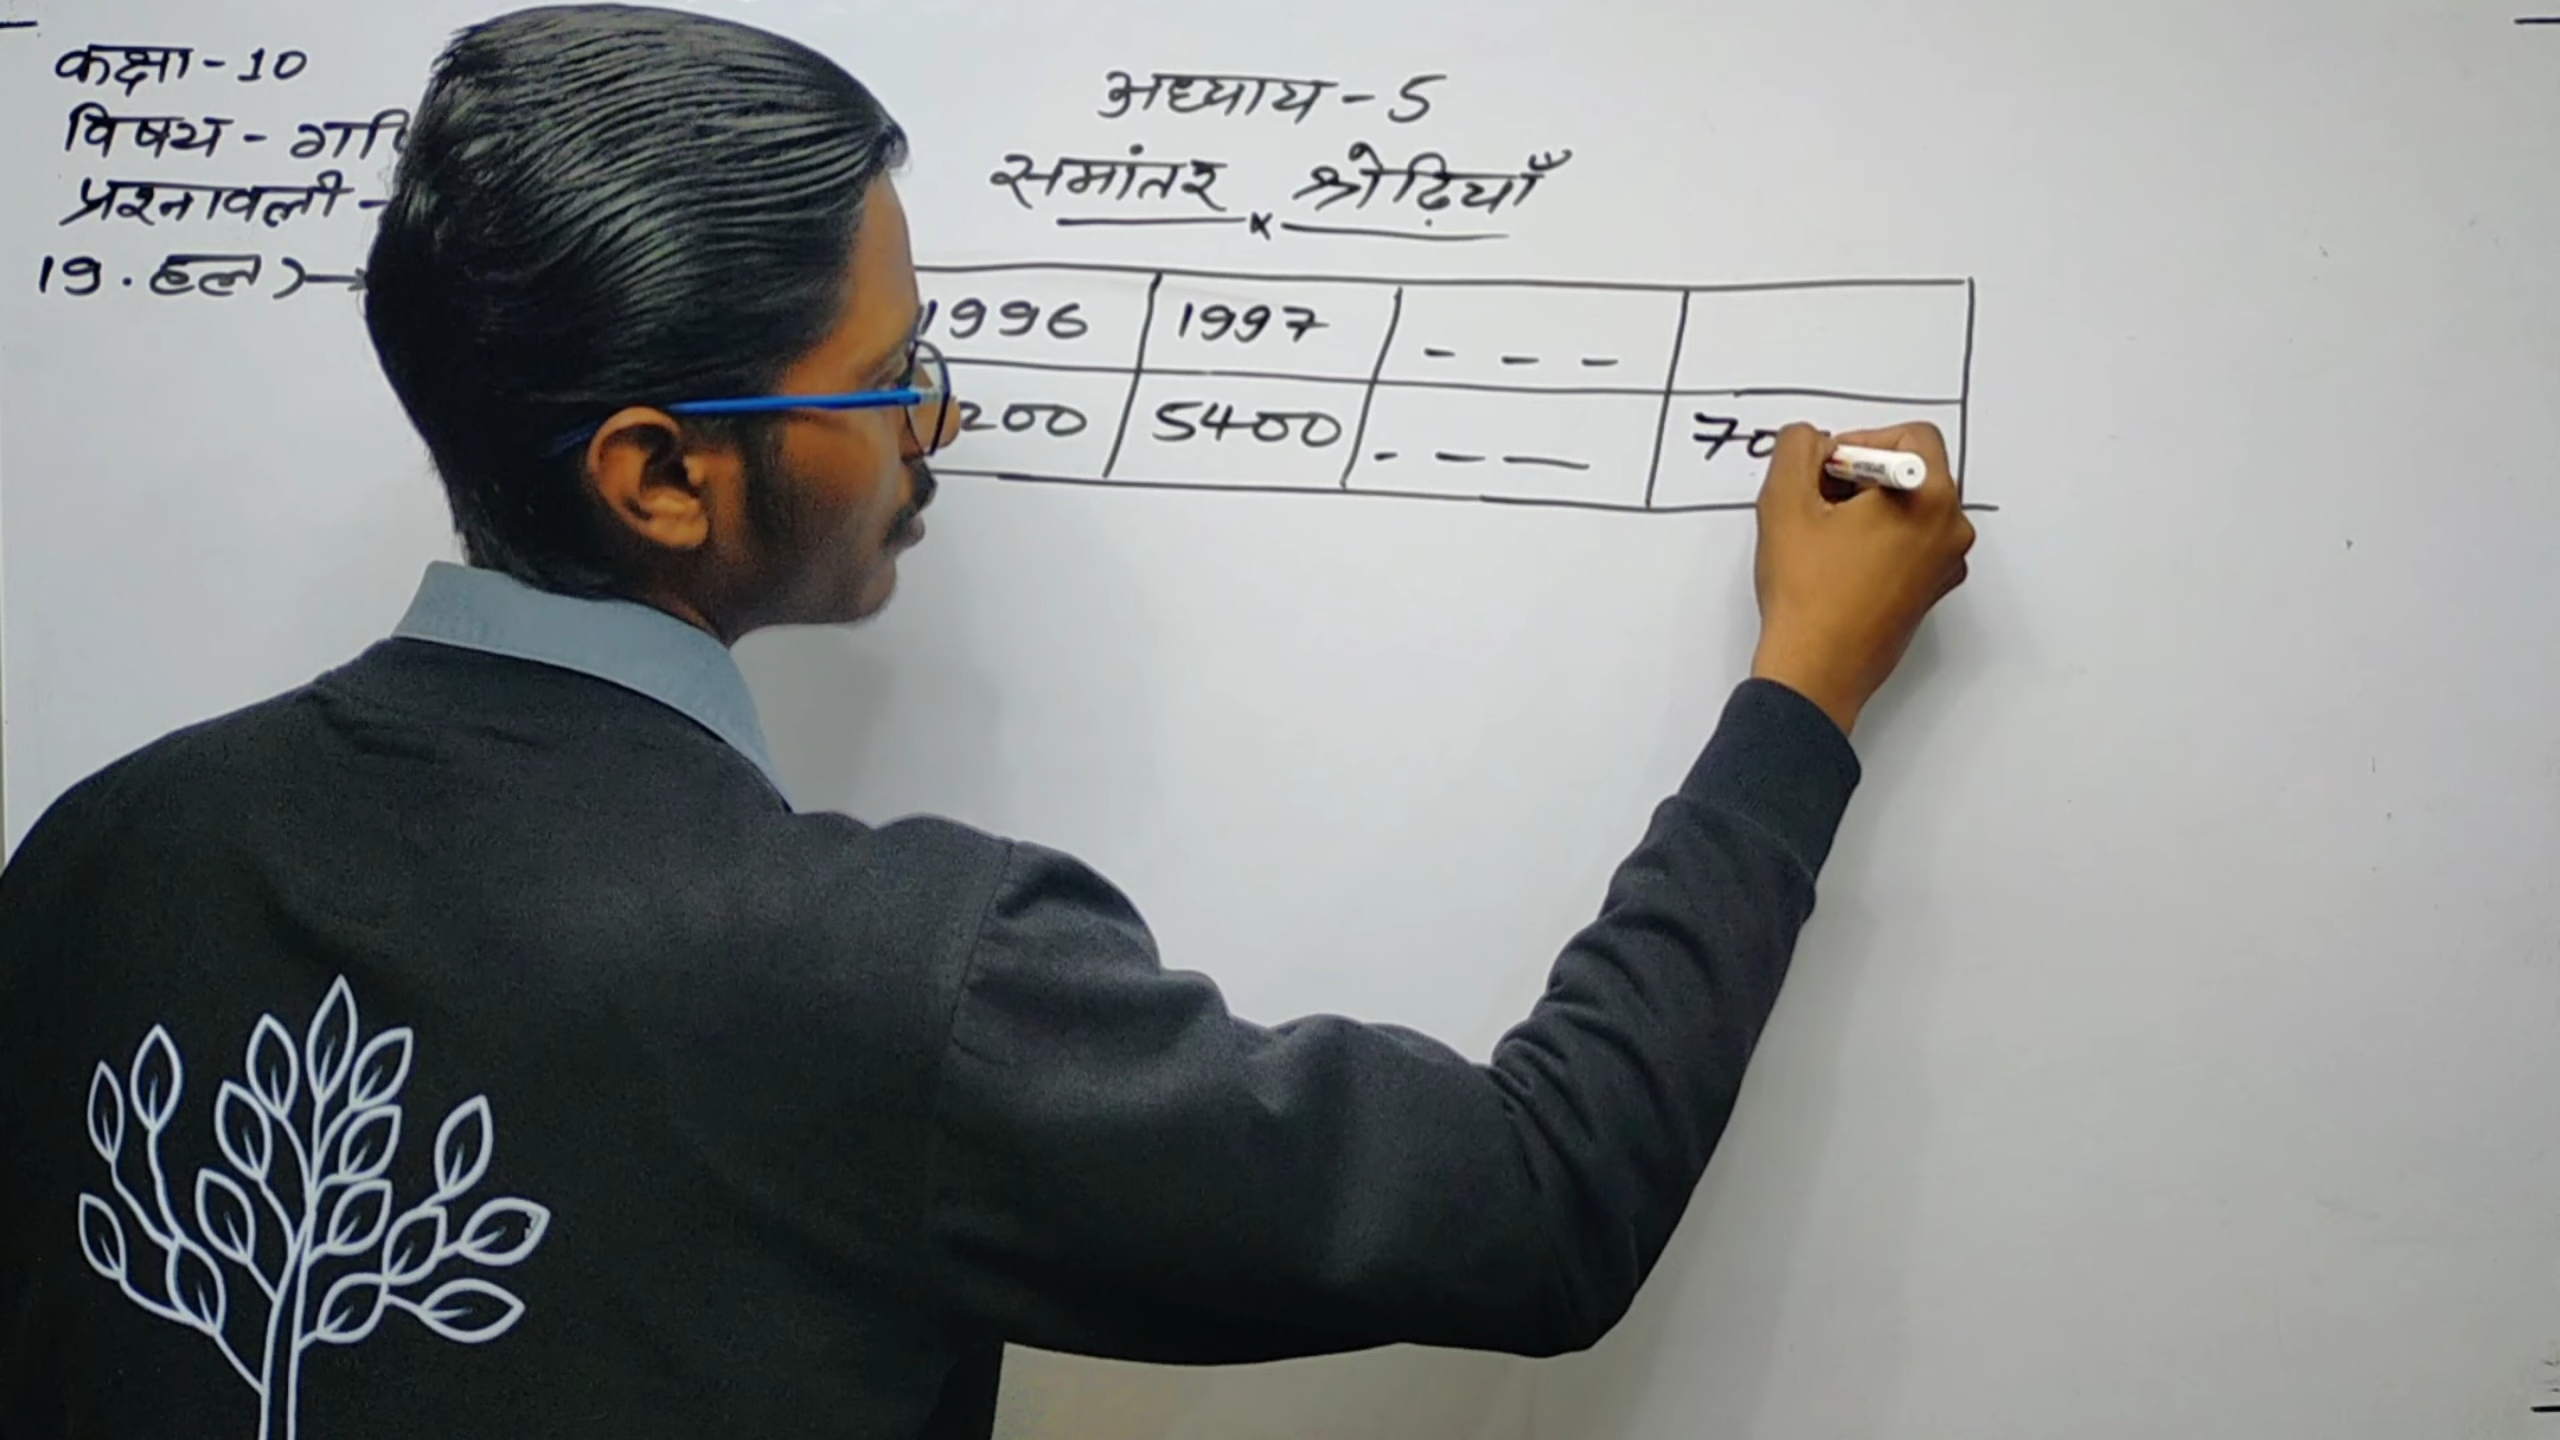 कक्षा-10
विषय-
प्रश्नावली-
19. हल)→
अध्याय-5
समांतर श्रेढ़ियाँ
1996 1997 - - -
200 5400 - - - 70